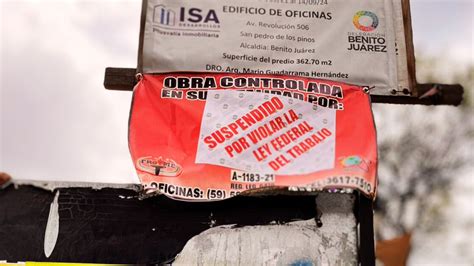 14/09/24
ISA
DESARROLLOS
Plusvalía inmobiliaria
EDIFICIO DE OFICINAS
Av. Revolución 506
San pedro de los pinos
Alcaldía: Benito Juárez
Superficie del predio 362.70 m2
DRO. Arq. Mario Guadarrama Hernández
BENITO
JUÁREZ
OBRA CONTROLADA
EN SU POR:
SUSPENDIDO
POR VIOLAR LA
LEY FEDERAL
DEL TRABAJO
A-1183-21
OFICINAS: (59)
3617-7510